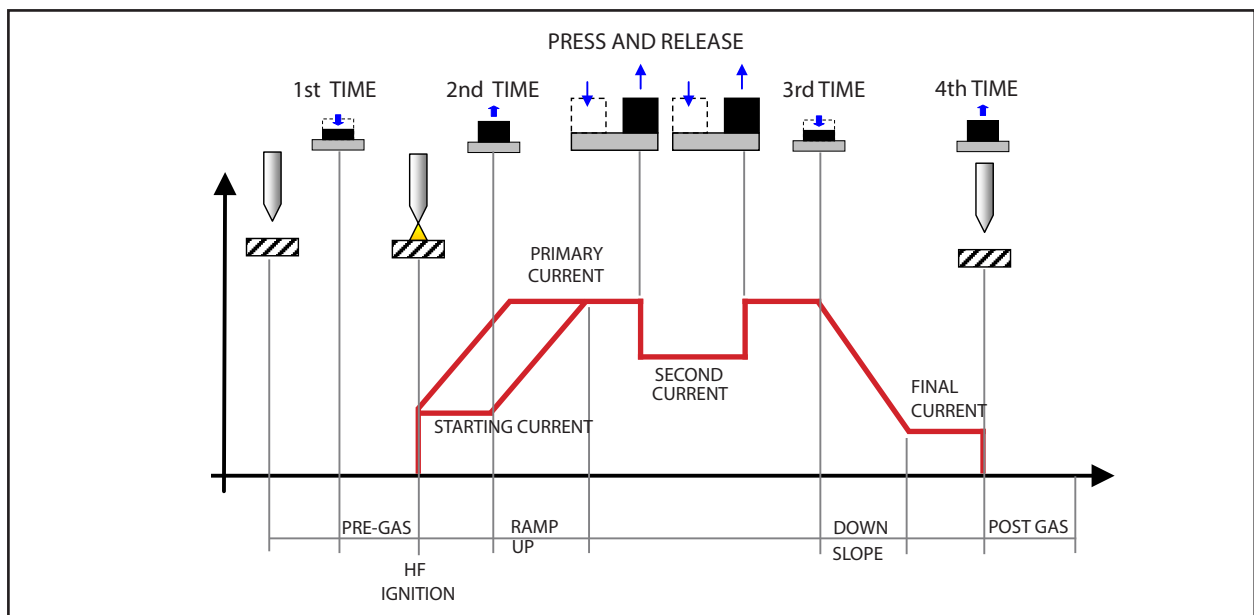 PRESS AND RELEASE
1st TIME
2nd TIME
3rd TIME
4th TIME
PRIMARY
CURRENT
SECOND
CURRENT
STARTING CURRENT
FINAL
CURRENT
PRE-GAS
RAMP
UP
DOWN
SLOPE
POST GAS
HF
IGNITION